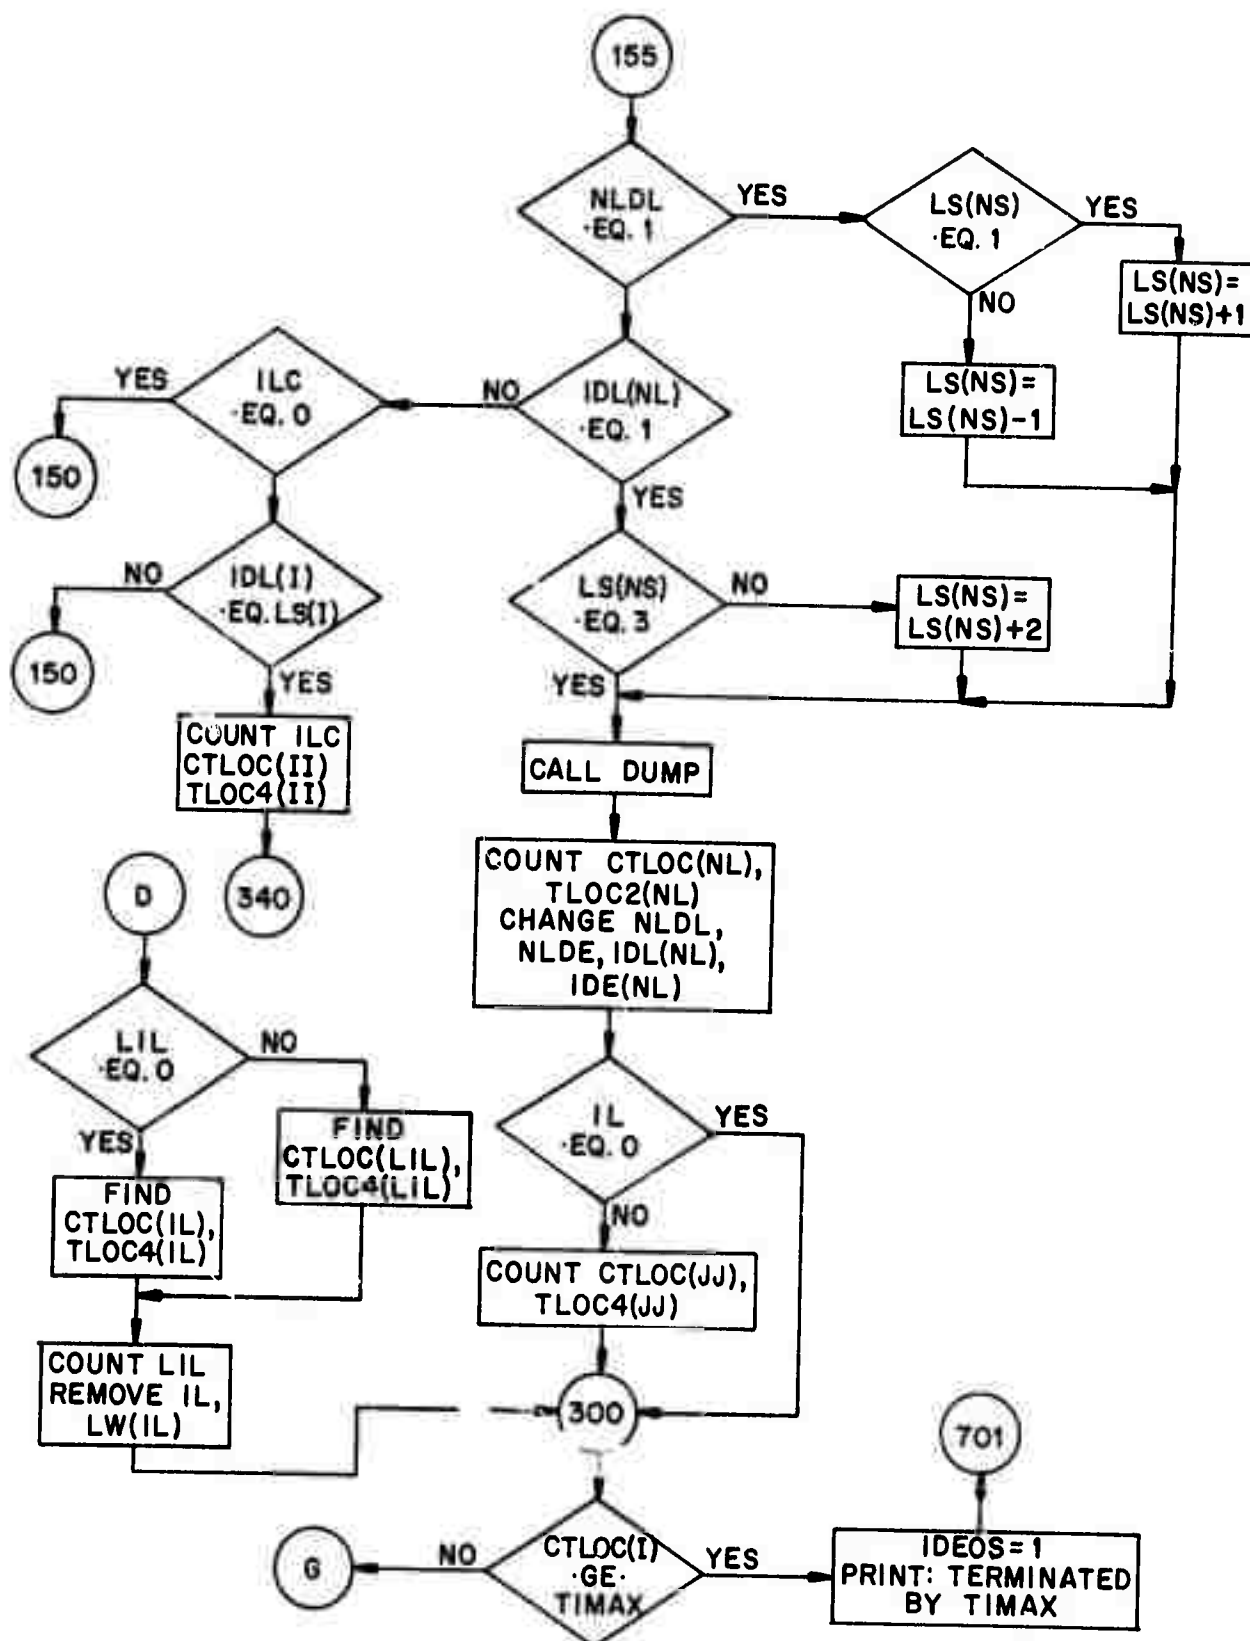 155
NLDL
·EQ. 1
YES
LS(NS)
·EQ. 1
YES
LS(NS)=
LS(NS)+1
NO
LS(NS)=
LS(NS)-1
YES
ILC
·EQ. 0
NO
IDL(NL)
·EQ. 1
150
YES
NO
IDL(I)
·EQ. LS(I)
LS(NS)
·EQ. 3
NO
LS(NS)=
LS(NS)+2
150
YES
YES
COUNT ILC
CTLOC(II)
TLOC4(II)
CALL DUMP
340
COUNT CTLOC(NL),
TLOC2(NL)
CHANGE NLDL,
NLDE, IDL(NL),
IDE(NL)
D
LIL
·EQ. 0
NO
YES
FIND
CTLOC(LIL),
TLOC4(LIL)
FIND
CTLOC(IL),
TLOC4(IL)
IL
·EQ. 0
YES
NO
COUNT CTLOC(JJ),
TLOC4(JJ)
COUNT LIL
REMOVE IL,
LW(IL)
300
701
G
NO
CTLOC(I)
·GE·
TIMAX
YES
IDEOS=1
PRINT: TERMINATED
BY TIMAX